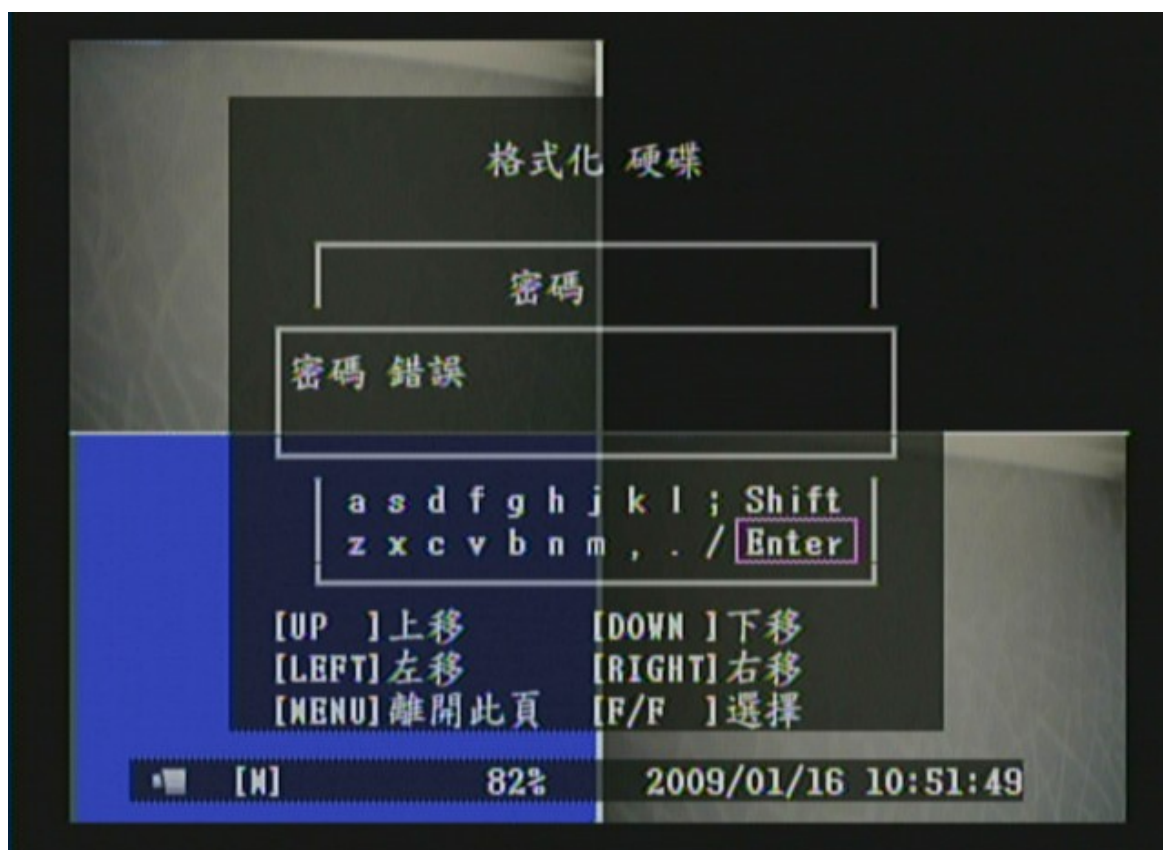 格式化 硬碟
密碼
密碼 錯誤
a s d f g h j k l ; Shift
z x c v b n m , . / Enter
[UP ]上移 [DOWN ]下移
[LEFT]左移 [RIGHT]右移
[MENU]離開此頁 [F/F ]選擇
[M] 82% 2009/01/16 10:51:49